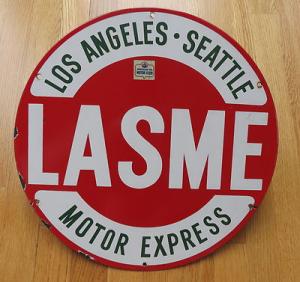 LOS ANGELES · SEATTLE
LASME
MOTOR EXPRESS